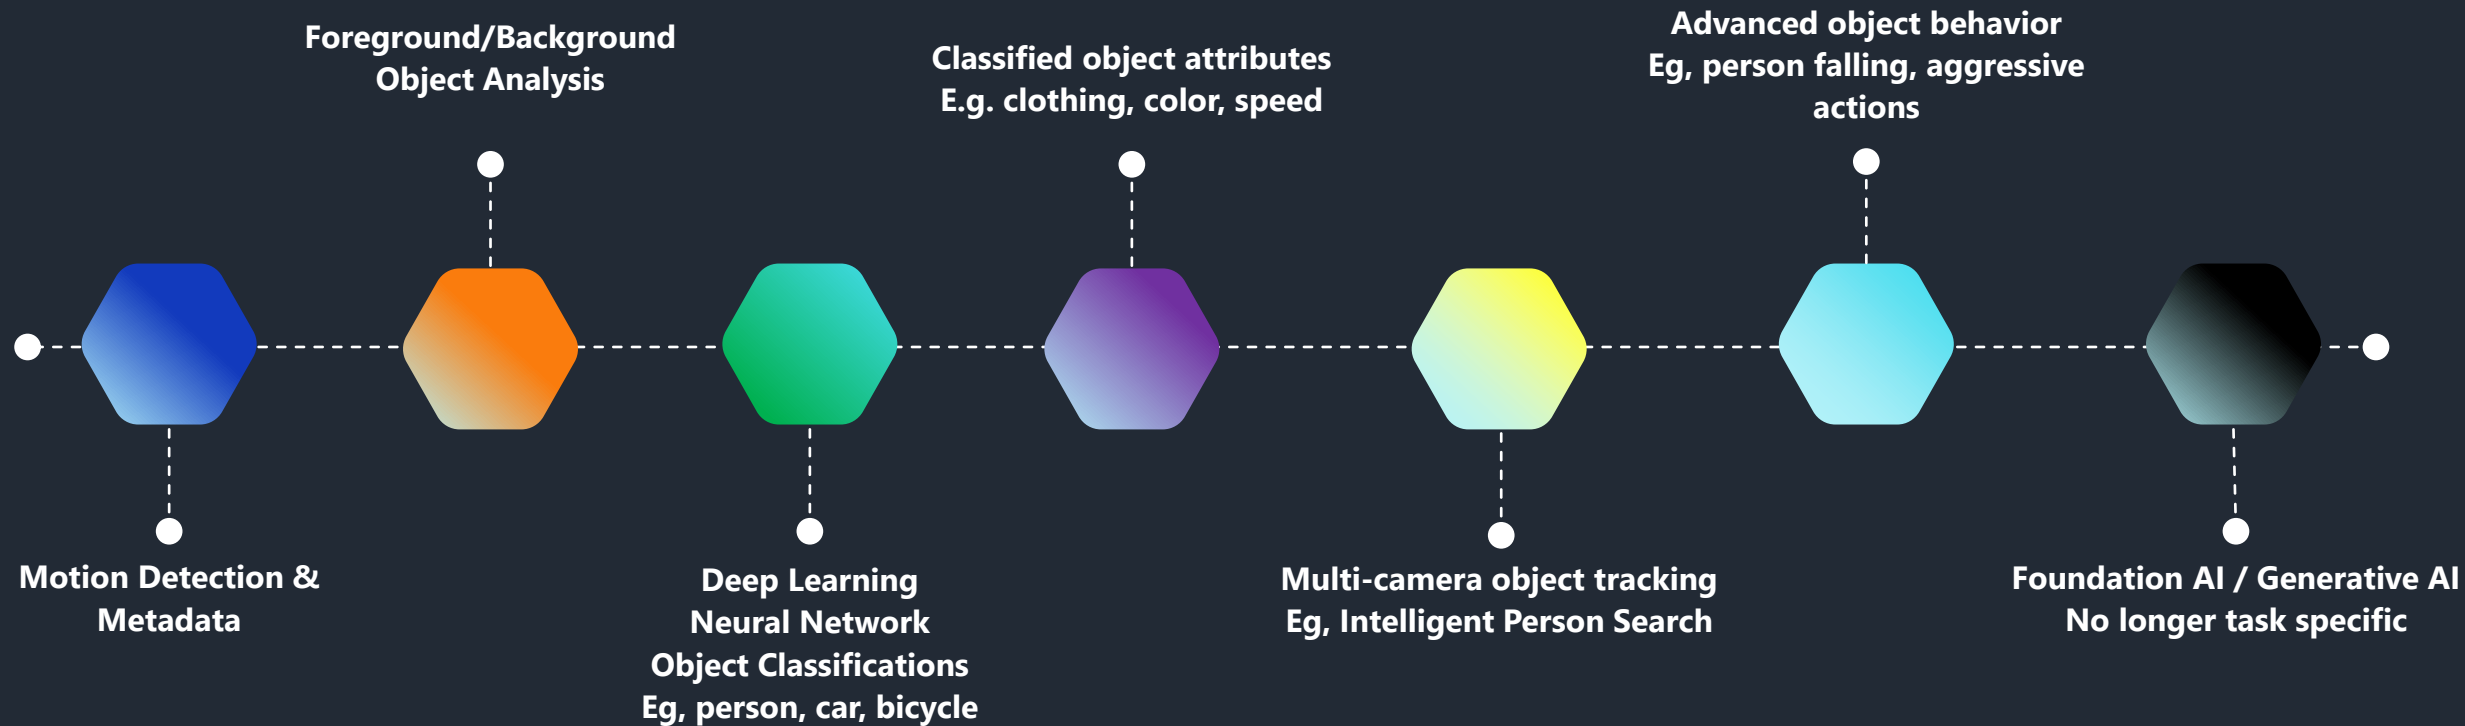 Motion Detection &
Metadata
Foreground/Background
Object Analysis
Deep Learning
Neural Network
Object Classifications
Eg, person, car, bicycle
Classified object attributes
E.g. clothing, color, speed
Multi-camera object tracking
Eg, Intelligent Person Search
Advanced object behavior
Eg, person falling, aggressive
actions
Foundation AI / Generative AI
No longer task specific